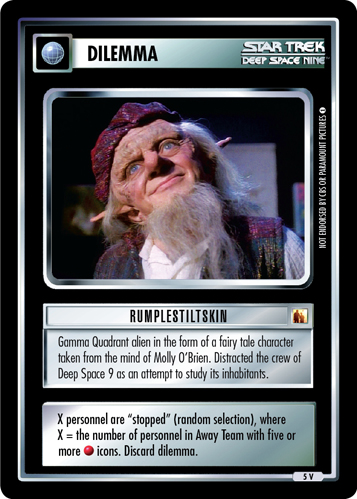 DILEMMA
STAR TREK
DEEP SPACE NINE
NOT ENDORSED BY CBS OR PARAMOUNT PICTURES
RUMPLESTILTSKIN
Gamma Quadrant alien in the form of a fairy tale character
taken from the mind of Molly O'Brien. Distracted the crew of
Deep Space 9 as an attempt to study its inhabitants.
X personnel are "stopped" (random selection), where
X = the number of personnel in Away Team with five or
more icons. Discard dilemma.
5 V